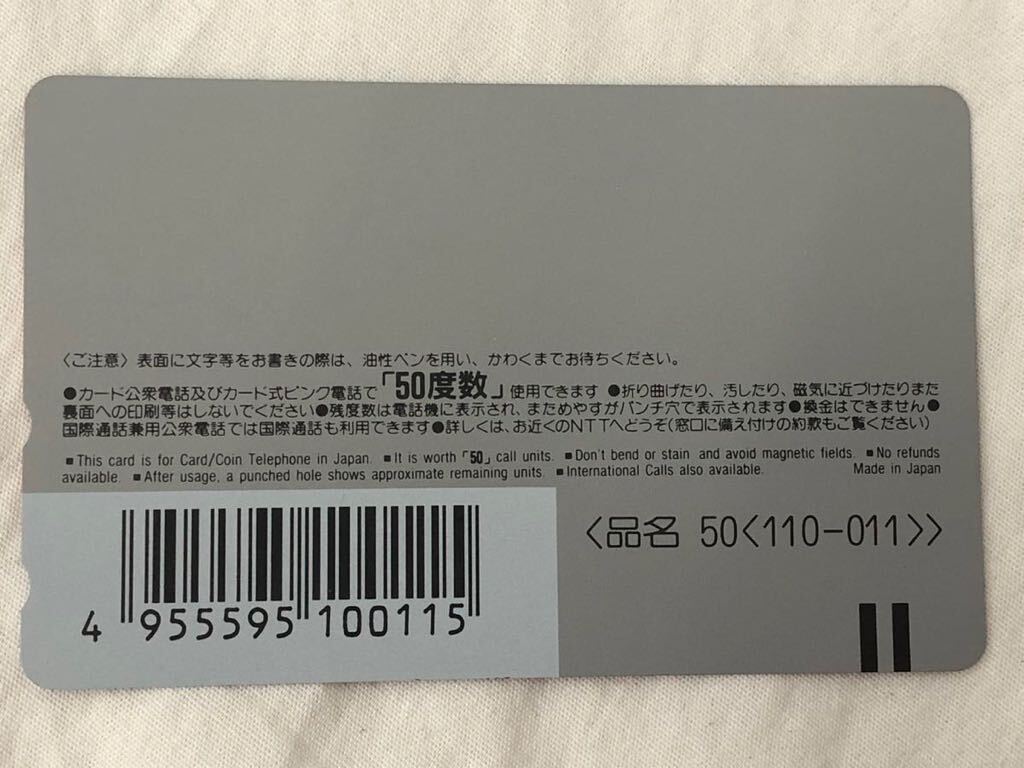 〈ご注意〉表面に文字等をお書きの際は、油性ペンを用い、かわくまでお待ちください。
●カード公衆電話及びカード式ピンク電話で「50度数」使用できます ●折り曲げたり、汚したり、磁気に近づけたりまた
裏面への印刷等はしないでください●残度数は電話機に表示され、まためやすがパンチ穴で表示されます●換金はできません●
国際通話兼用公衆電話では国際通話も利用できます●詳しくは、お近くのNTTへどうぞ(窓口に備え付けの約款もご覧ください)
■This card is for Card/Coin Telephone in Japan. ■It is worth「50」call units. ■Don't bend or stain and avoid magnetic fields. ■No refunds
available. ■After usage, a punched hole shows approximate remaining units. ■International Calls also available. Made in Japan
〈品名 50〈110-011〉〉
4 955595 100115